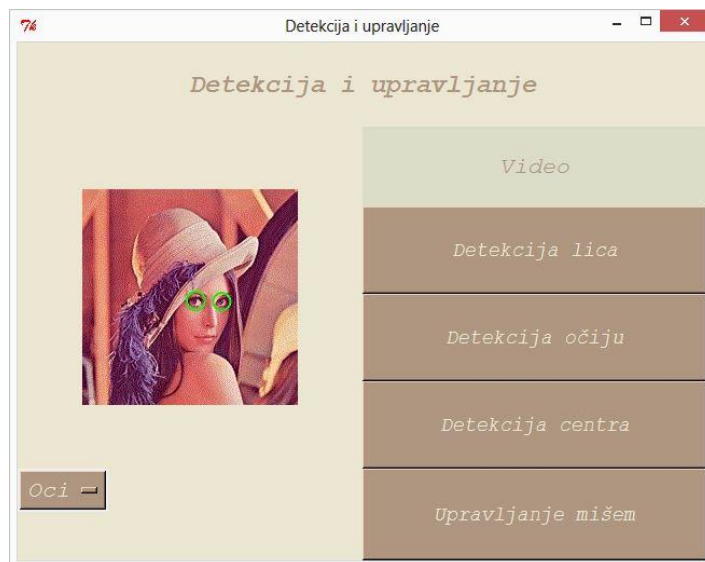 Detekcija i upravljanje
Detekcija i upravljanje
Video
Detekcija lica
Detekcija očiju
Detekcija centra
Oci
Upravljanje mišem